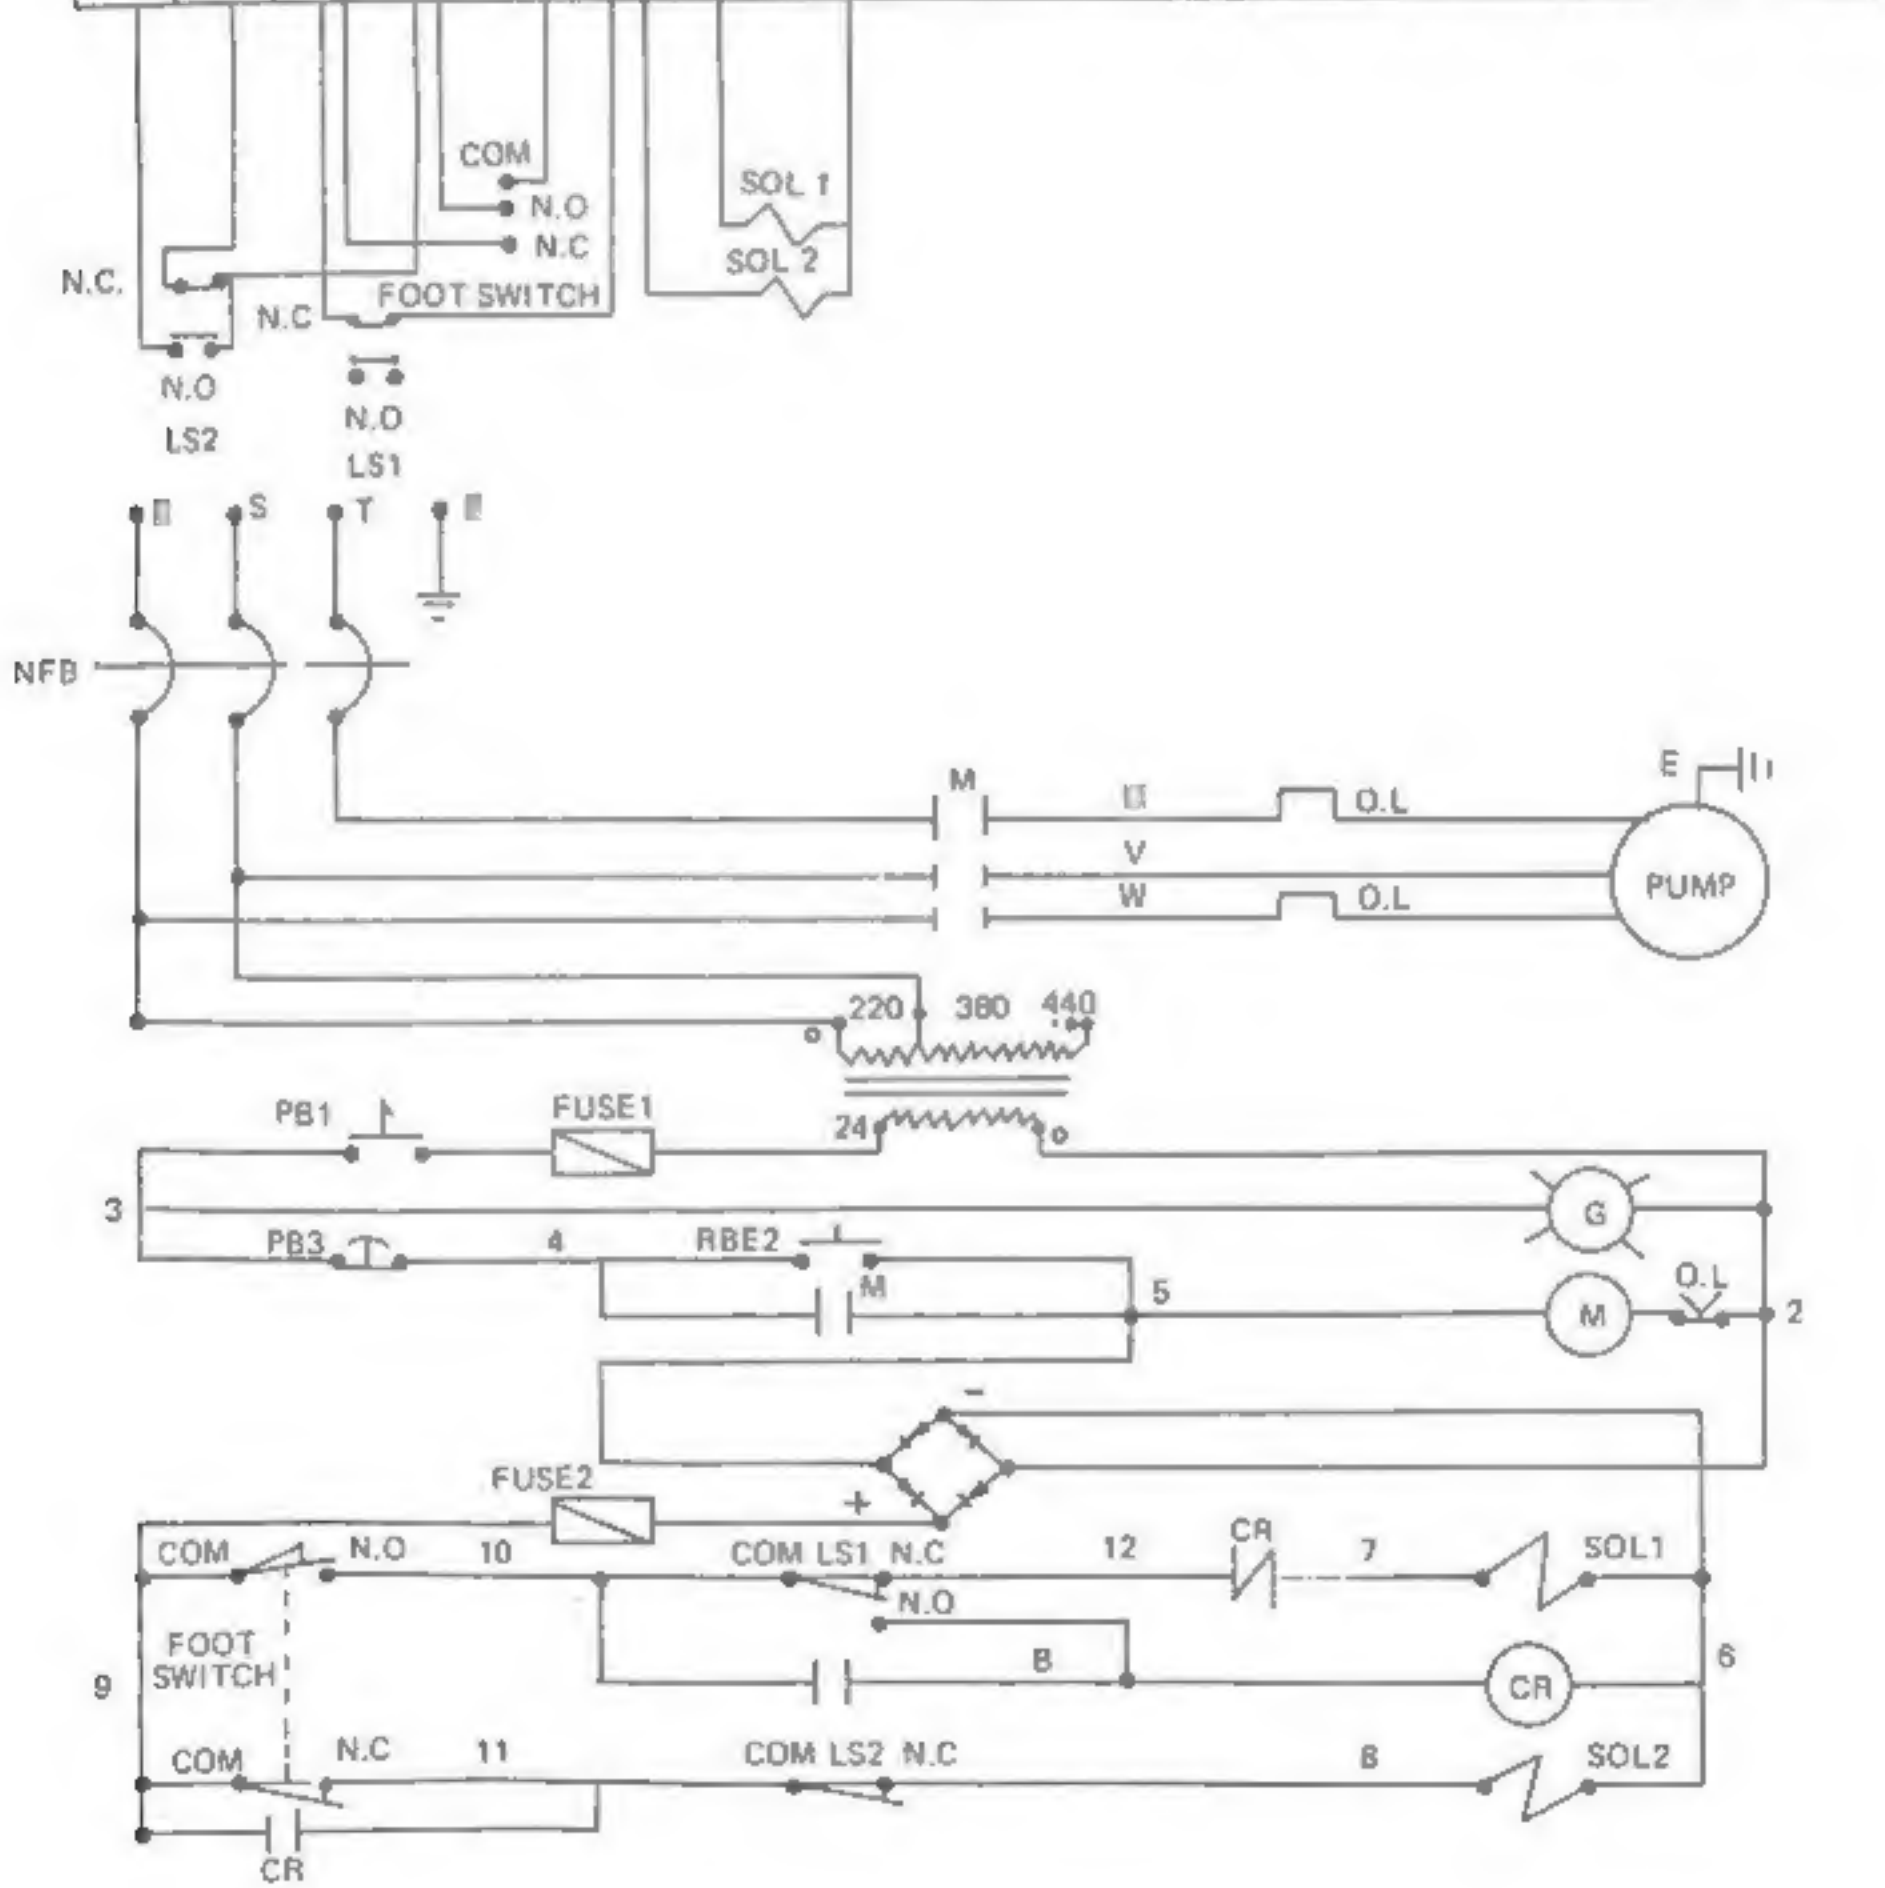 COM
N.O
N.C
SOL 1
SOL 2
N.C.
N.C
FOOT SWITCH
N.O
LS2
N.O
LS1
S
T
NFB
M
V
W
O.L
O.L
E
PUMP
220 380 440
o
24
o
PB1
FUSE1
3
G
PB3
4
RBE2
M
5
M
O.L
2
-
+
FUSE2
COM
N.O
10
COM LS1 N.C
12
CR
7
SOL1
N.O
FOOT
SWITCH
9
B
CR
6
COM
N.C
11
COM LS2 N.C
8
SOL2
CR